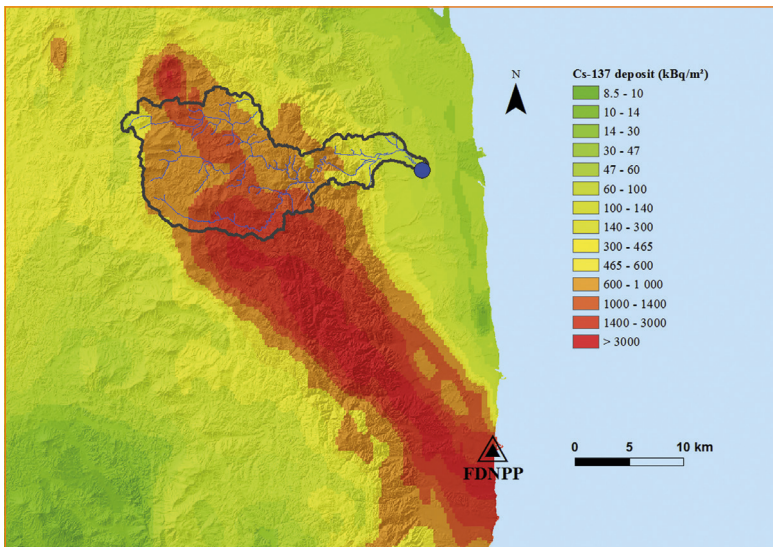 N
Cs-137 deposit (kBq/m²)
8.5 - 10
10 - 14
14 - 30
30 - 47
47 - 60
60 - 100
100 - 140
140 - 300
300 - 465
465 - 600
600 - 1 000
1000 - 1400
1400 - 3000
> 3000
FDNPP
0 5 10 km